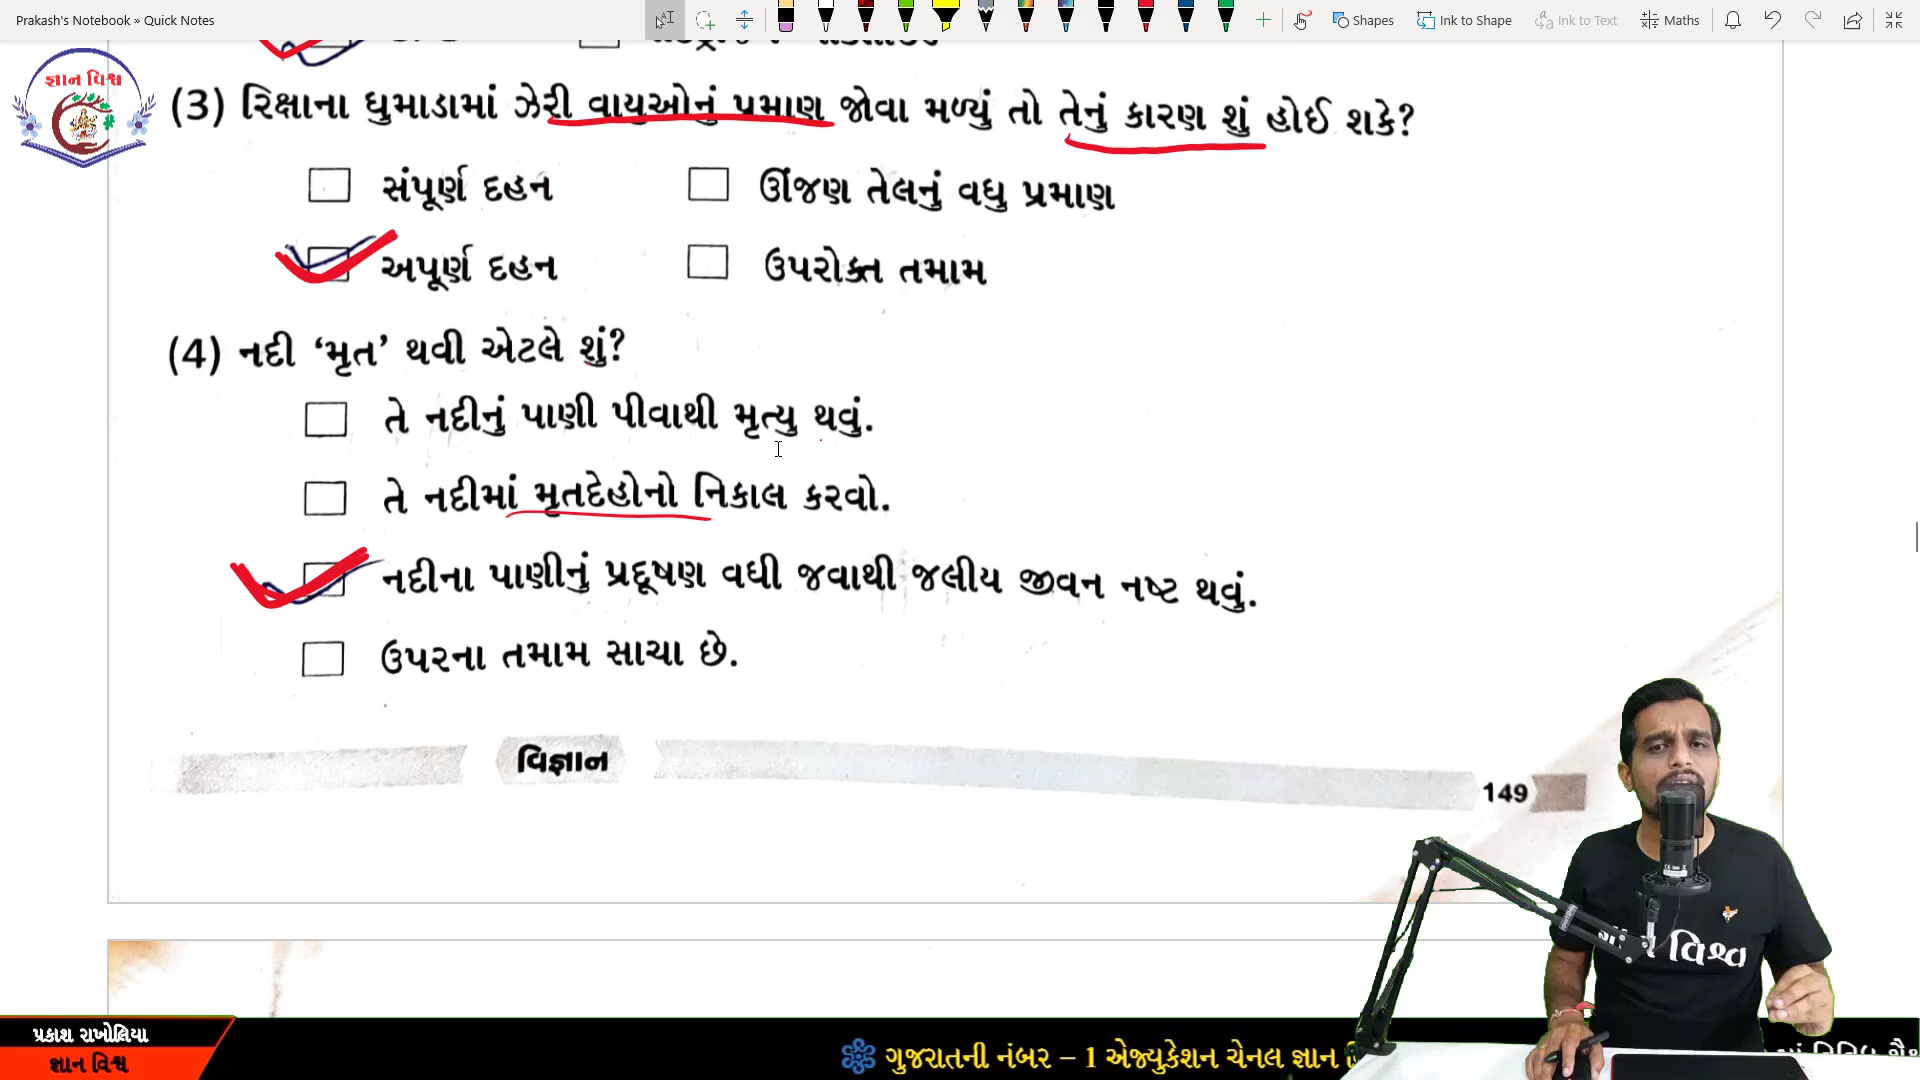 Prakash's Notebook » Quick Notes
Shapes
Ink to Shape
Ink to Text
Maths
જ્ઞાન વિશ્વ
(3) રિક્ષાના ધુમાડામાં ઝેરી વાયુઓનું પ્રમાણ જોવા મળ્યું તો તેનું કારણ શું હોઈ શકે?
સંપૂર્ણ દહન
ઊંજણ તેલનું વધુ પ્રમાણ
અપૂર્ણ દહન
ઉપરોક્ત તમામ
(4) નદી ‘મૃત’ થવી એટલે શું?
તે નદીનું પાણી પીવાથી મૃત્યુ થવું.
તે નદીમાં મૃતદેહોનો નિકાલ કરવો.
નદીના પાણીનું પ્રદૂષણ વધી જવાથી જલીય જીવન નષ્ટ થવું.
ઉપરના તમામ સાચા છે.
વિજ્ઞાન
149
વિશ્વ
પ્રકાશ રાખોલિયા
જ્ઞાન વિશ્વ
ગુજરાતની નંબર – 1 એજ્યુકેશન ચેનલ જ્ઞાન